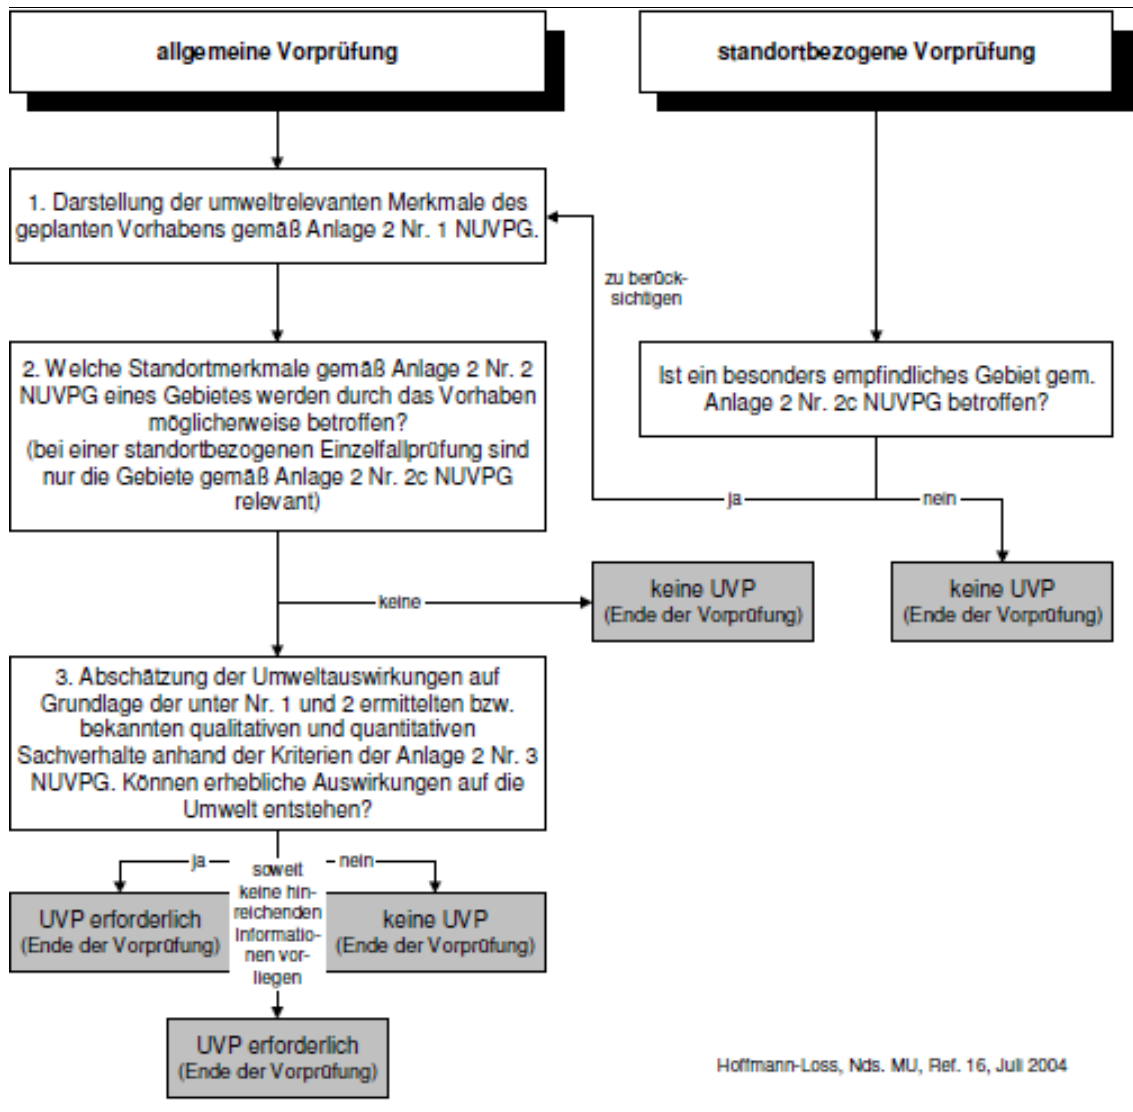 allgemeine Vorprüfung
standortbezogene Vorprüfung
1. Darstellung der umweltrelevanten Merkmale des
geplanten Vorhabens gemäß Anlage 2 Nr. 1 NUVPG.
zu berück-
sichtigen
2. Welche Standortmerkmale gemäß Anlage 2 Nr. 2
NUVPG eines Gebietes werden durch das Vorhaben
möglicherweise betroffen?
(bei einer standortbezogenen Einzelfallprüfung sind
nur die Gebiete gemäß Anlage 2 Nr. 2c NUVPG
relevant)
Ist ein besonders empfindliches Gebiet gem.
Anlage 2 Nr. 2c NUVPG betroffen?
ja
nein
keine
keine UVP
(Ende der Vorprüfung)
keine UVP
(Ende der Vorprüfung)
3. Abschätzung der Umweltauswirkungen auf
Grundlage der unter Nr. 1 und 2 ermittelten bzw.
bekannten qualitativen und quantitativen
Sachverhalte anhand der Kriterien der Anlage 2 Nr. 3
NUVPG. Können erhebliche Auswirkungen auf die
Umwelt entstehen?
ja
nein
soweit
keine hin-
reichenden
Informatio-
nen vor-
liegen
UVP erforderlich
(Ende der Vorprüfung)
keine UVP
(Ende der Vorprüfung)
UVP erforderlich
(Ende der Vorprüfung)
Hoffmann-Loss, Nds. MU, Ref. 16, Juli 2004